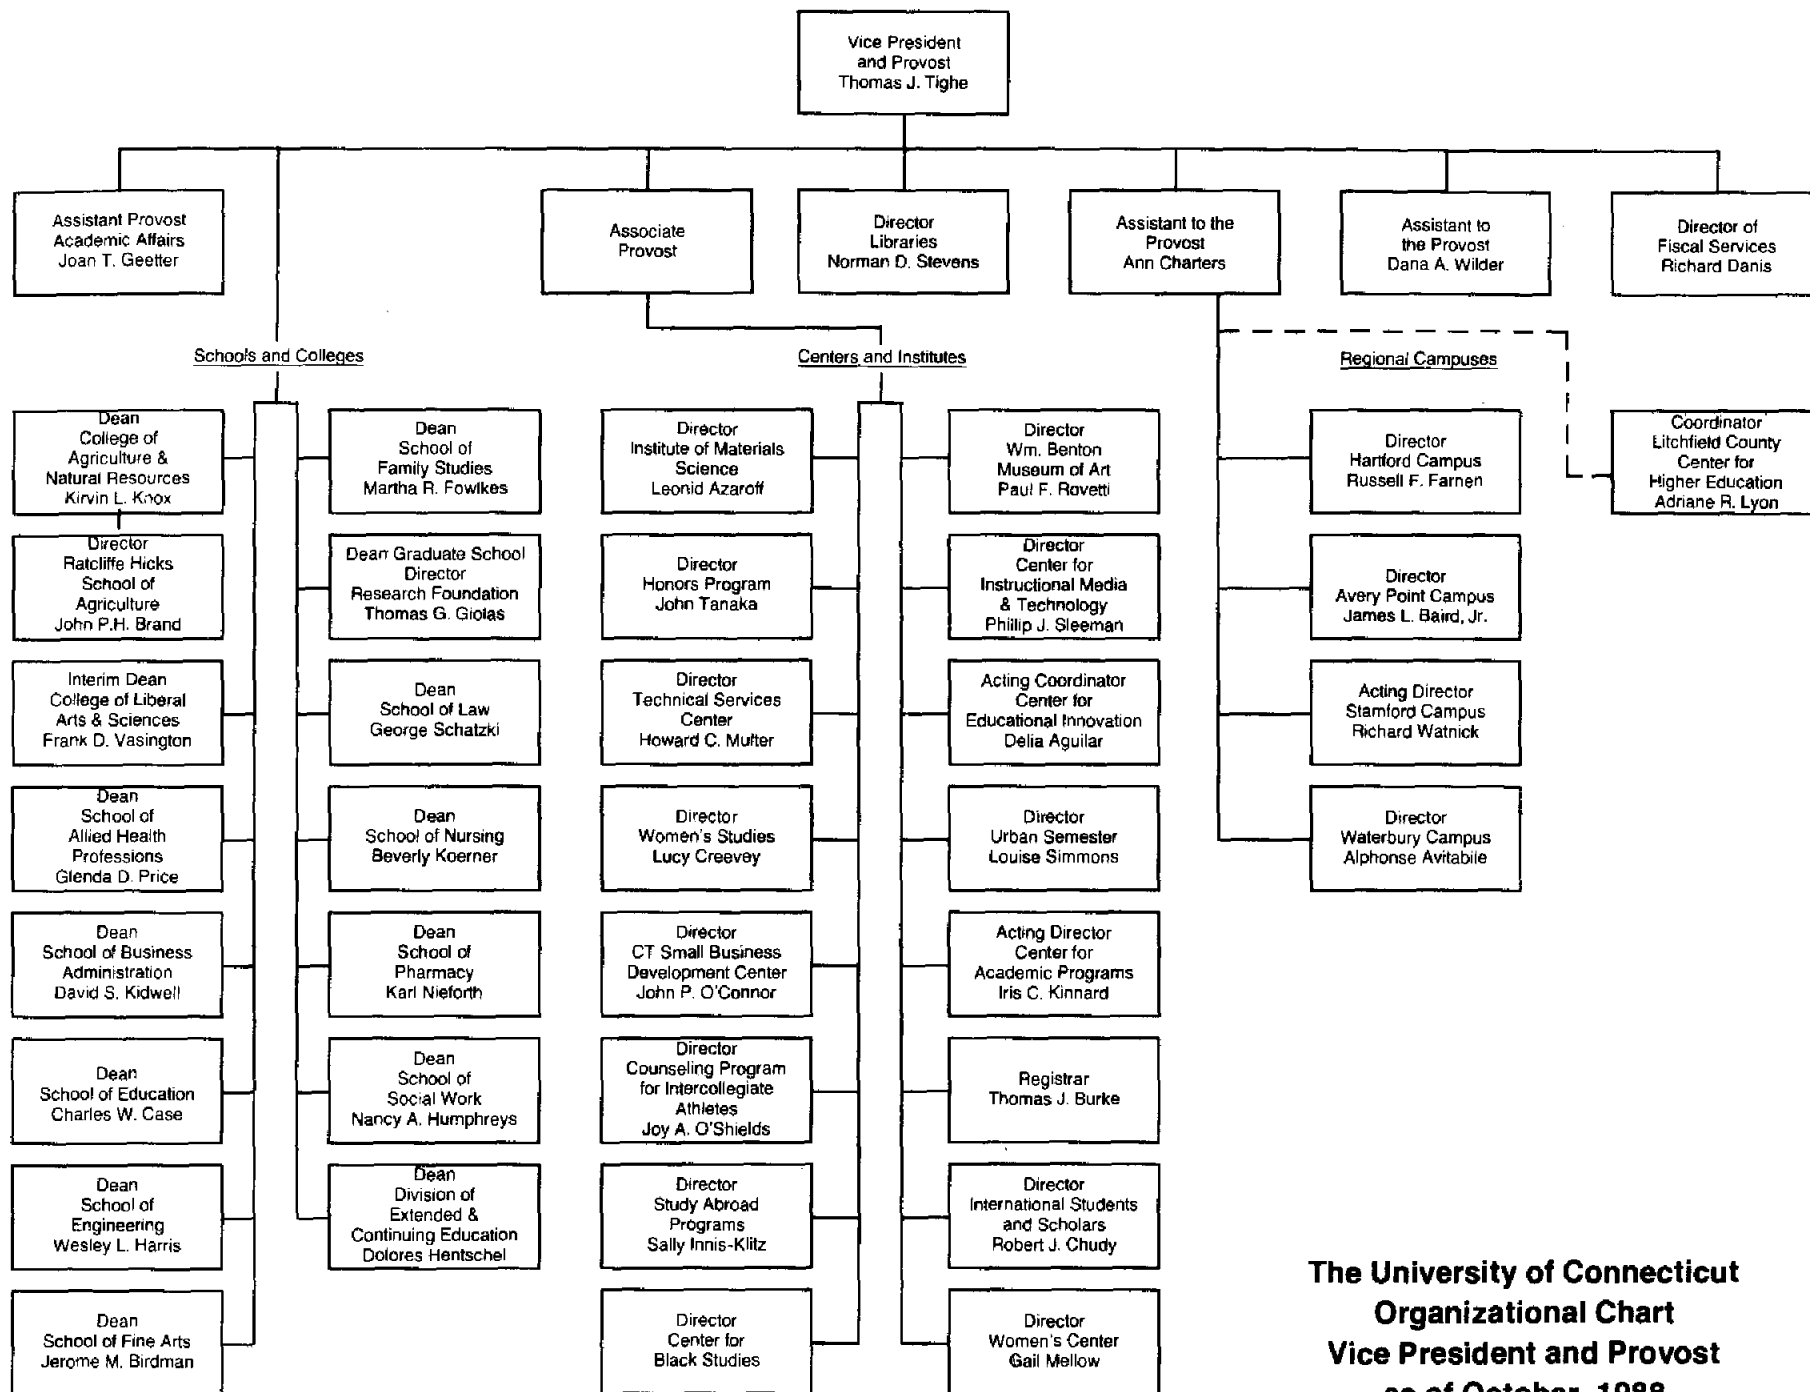 Vice President
and Provost
Thomas J. Tighe
Assistant Provost
Academic Affairs
Joan T. Geetter
Associate
Provost
Director
Libraries
Norman D. Stevens
Assistant to the
Provost
Ann Charters
Assistant to
the Provost
Dana A. Wilder
Director of
Fiscal Services
Richard Danis
Schools and Colleges
Dean
College of
Agriculture &
Natural Resources
Kirvin L. Knox
Director
Ratcliffe Hicks
School of
Agriculture
John P.H. Brand
Interim Dean
College of Liberal
Arts & Sciences
Frank D. Vasington
Dean
School of
Allied Health
Professions
Glenda D. Price
Dean
School of Business
Administration
David S. Kidwell
Dean
School of Education
Charles W. Case
Dean
School of
Engineering
Wesley L. Harris
Dean
School of Fine Arts
Jerome M. Birdman
Dean
School of
Family Studies
Martha R. Fowlkes
Dean Graduate School
Director
Research Foundation
Thomas G. Giolas
Dean
School of Law
George Schatzki
Dean
School of Nursing
Beverly Koerner
Dean
School of
Pharmacy
Karl Nieforth
Dean
School of
Social Work
Nancy A. Humphreys
Dean
Division of
Extended &
Continuing Education
Dolores Hentschel
Centers and Institutes
Director
Institute of Materials
Science
Leonid Azaroff
Director
Honors Program
John Tanaka
Director
Technical Services
Center
Howard C. Mutter
Director
Women's Studies
Lucy Creevey
Director
CT Small Business
Development Center
John P. O'Connor
Director
Counseling Program
for Intercollegiate
Athletes
Joy A. O'Shields
Director
Study Abroad
Programs
Sally Innis-Klitz
Director
Center for
Black Studies
Director
Wm. Benton
Museum of Art
Paul F. Rovetti
Director
Center for
Instructional Media
& Technology
Phillip J. Sleeman
Acting Coordinator
Center for
Educational Innovation
Delia Aguilar
Director
Urban Semester
Louise Simmons
Acting Director
Center for
Academic Programs
Iris C. Kinnard
Registrar
Thomas J. Burke
Director
International Students
and Scholars
Robert J. Chudy
Director
Women's Center
Gail Mellow
Regional Campuses
Director
Hartford Campus
Russell F. Farnen
Director
Avery Point Campus
James L. Baird, Jr.
Acting Director
Stamford Campus
Richard Watnick
Director
Waterbury Campus
Alphonse Avitabile
Coordinator
Litchfield County
Center for
Higher Education
Adriane R. Lyon
The University of Connecticut
Organizational Chart
Vice President and Provost
as of October, 1988